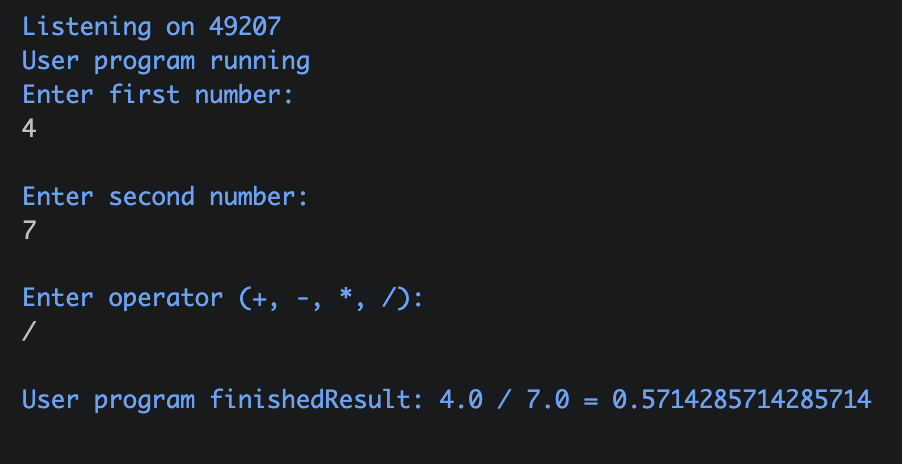 Listening on 49207
User program running
Enter first number:
4
Enter second number:
7
Enter operator (+, -, *, /):
/
User program finishedResult: 4.0 / 7.0 = 0.5714285714285714